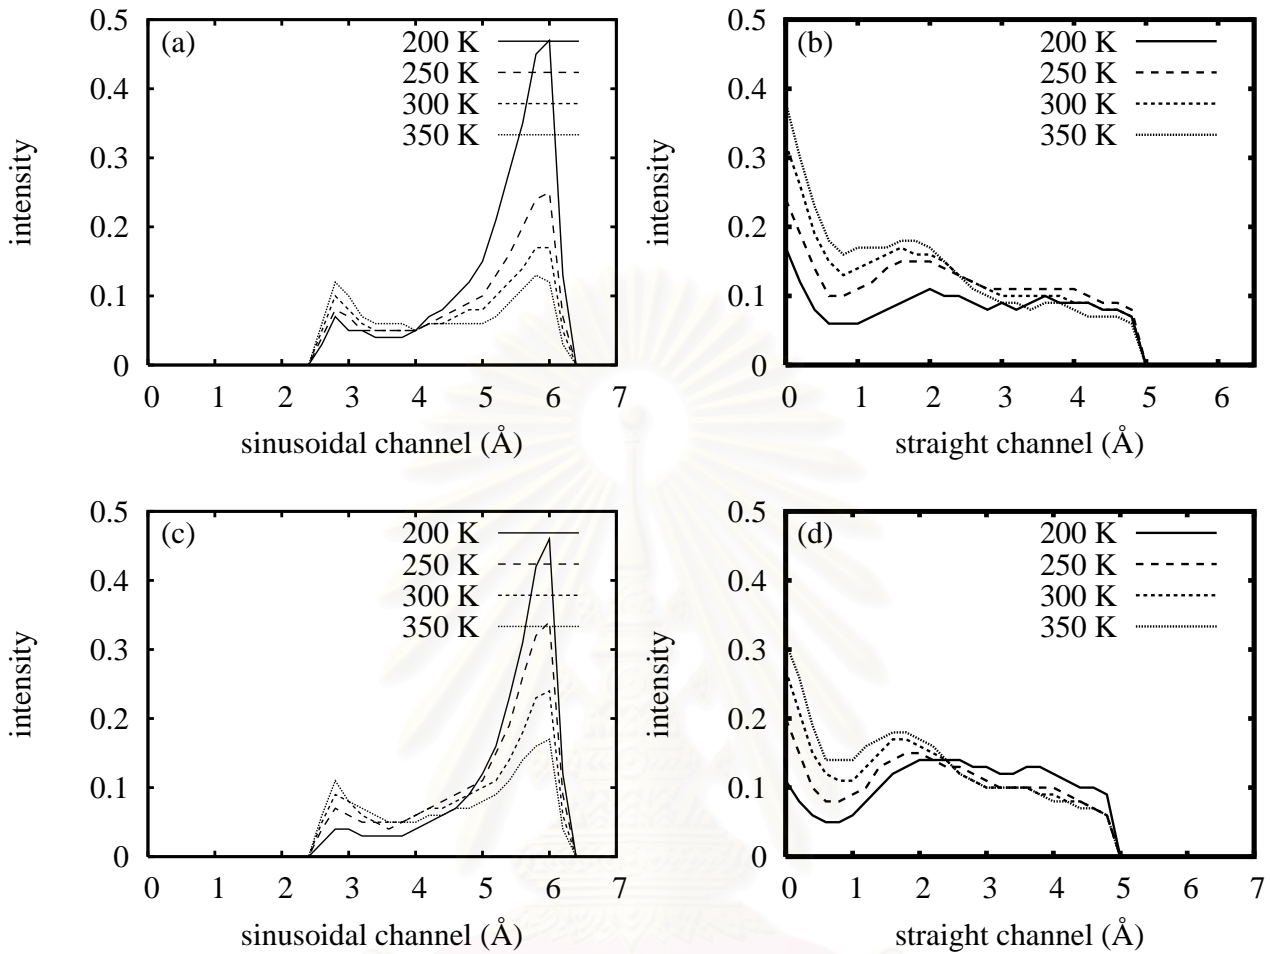 (a)
200 K
250 K
300 K
350 K
0.5
0.4
0.3
0.2
0.1
0
intensity
0 1 2 3 4 5 6 7
sinusoidal channel (Å)
(b)
200 K
250 K
300 K
350 K
0.5
0.4
0.3
0.2
0.1
0
intensity
0 1 2 3 4 5 6
straight channel (Å)
(c)
200 K
250 K
300 K
350 K
0.5
0.4
0.3
0.2
0.1
0
intensity
0 1 2 3 4 5 6 7
sinusoidal channel (Å)
(d)
200 K
250 K
300 K
350 K
0.5
0.4
0.3
0.2
0.1
0
intensity
0 1 2 3 4 5 6 7
straight channel (Å)